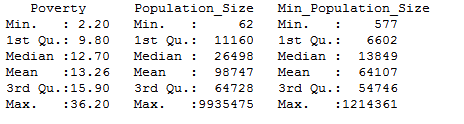 Poverty Population_Size Min_Population_Size
Min. : 2.20 Min. : 62 Min. : 577
1st Qu.: 9.80 1st Qu.: 11160 1st Qu.: 6602
Median :12.70 Median : 26498 Median : 13849
Mean :13.26 Mean : 98747 Mean : 64107
3rd Qu.:15.90 3rd Qu.: 64728 3rd Qu.: 54746
Max. :36.20 Max. :9935475 Max. :1214361